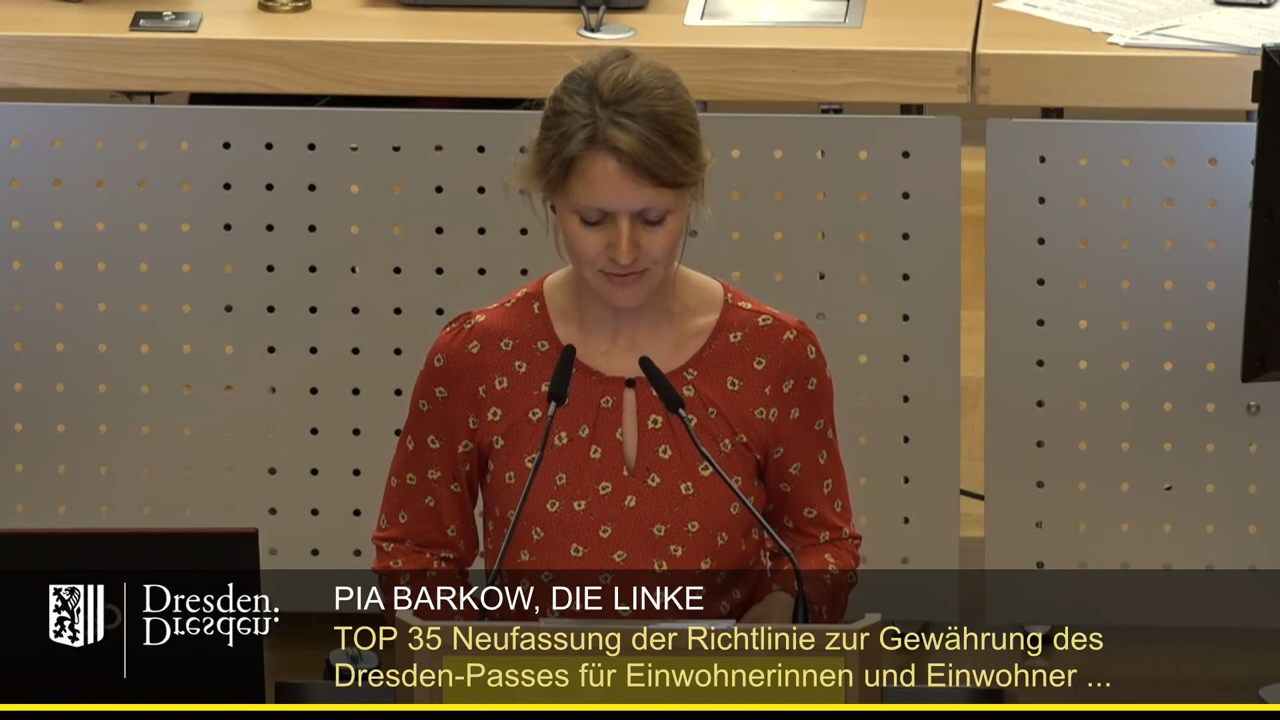 Dresden.
Dresden.
PIA BARKOW, DIE LINKE
TOP 35 Neufassung der Richtlinie zur Gewährung des
Dresden-Passes für Einwohnerinnen und Einwohner ...